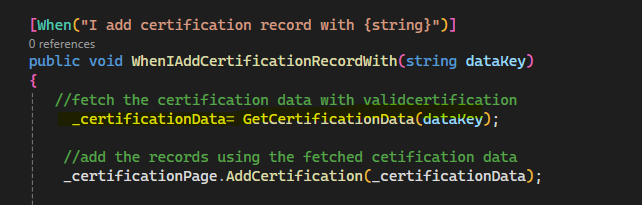 [When("I add certification record with {string}")]
0 references
public void WhenIAddCertificationRecordWith(string dataKey)
{
//fetch the certification data with validcertification
_certificationData= GetCertificationData(dataKey);
//add the records using the fetched cetification data
_certificationPage.AddCertification(_certificationData);